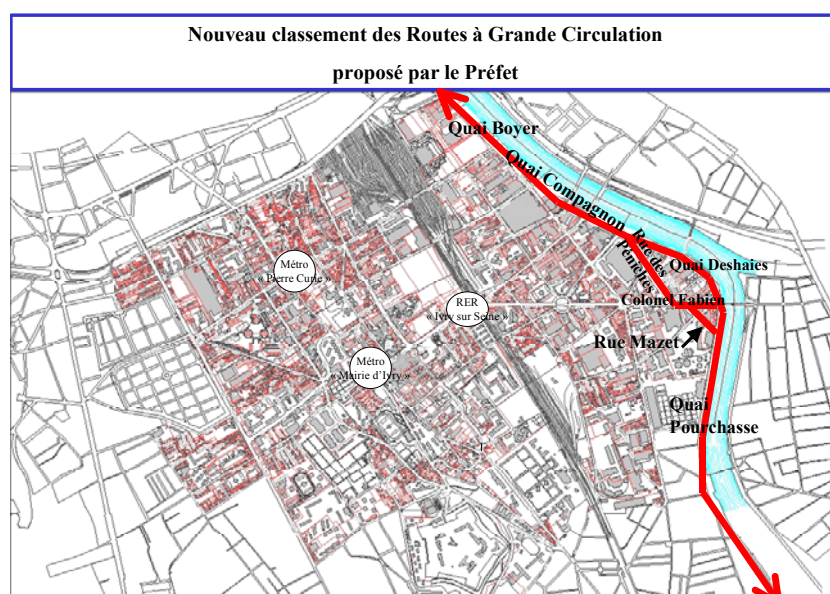 Nouveau classement des Routes à Grande Circulation
proposé par le Préfet
Quai Boyer
Quai Compagnon
Rue des
Péniches
Quai Deshaies
Métro
« Pierre Curie »
RER
« Ivry sur Seine »
Colonel Fabien
Rue Mazet
Métro
« Mairie d’Ivry »
Quai
Pourchasse